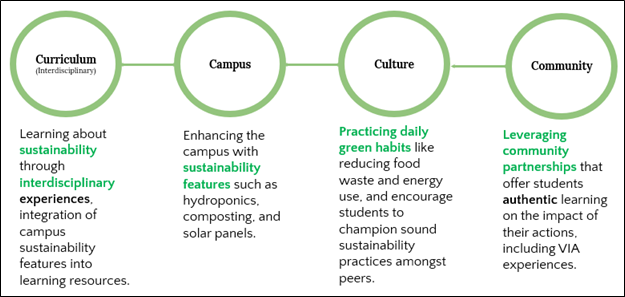 Curriculum
(Interdisciplinary)
Learning about
sustainability
through
interdisciplinary
experiences,
integration of
campus
sustainability
features into
learning resources.
Campus
Enhancing the
campus with
sustainability
features such as
hydroponics,
composting, and
solar panels.
Culture
Practicing daily
green habits like
reducing food
waste and energy
use, and encourage
students to
champion sound
sustainability
practices amongst
peers.
Community
Leveraging
community
partnerships that
offer students
authentic learning
on the impact of
their actions,
including VIA
experiences.